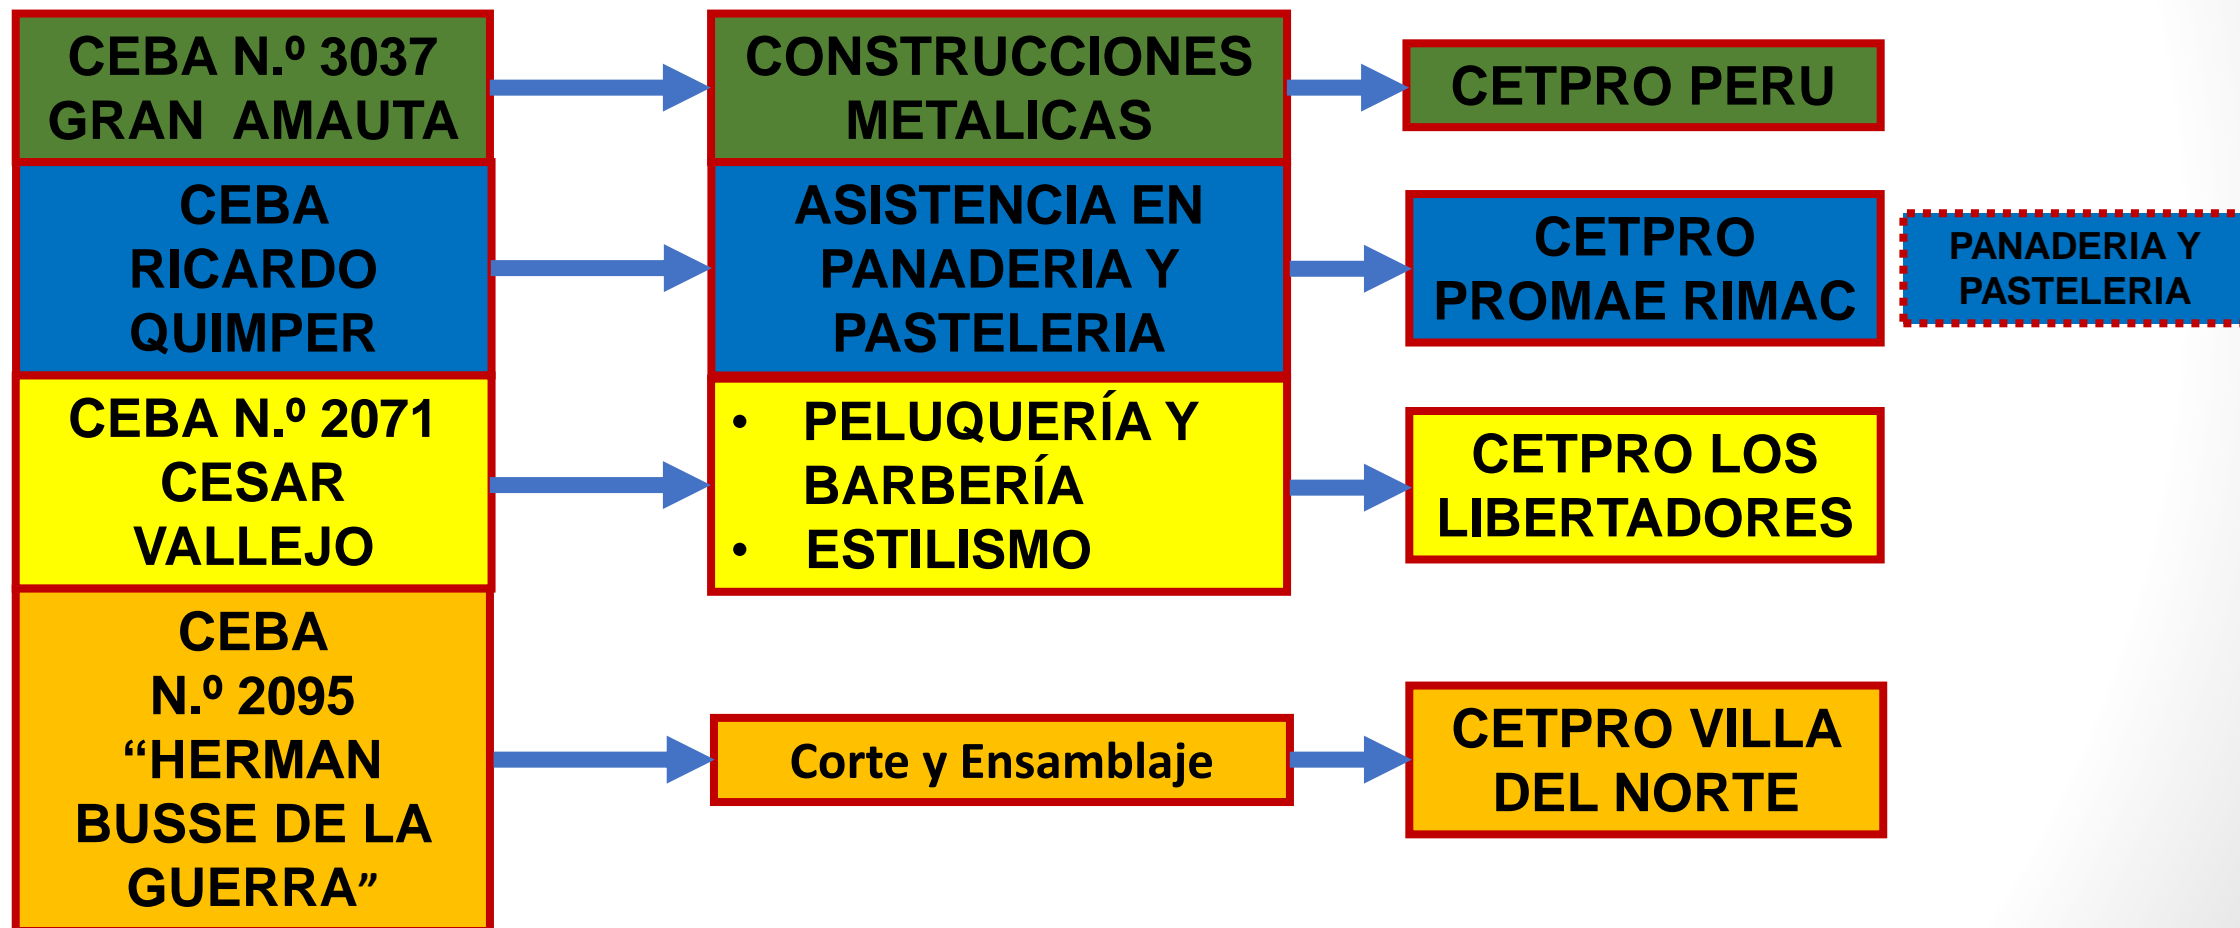 CEBA N.º 3037
GRAN AMAUTA
CONSTRUCCIONES
METALICAS
CETPRO PERU
CEBA
RICARDO
QUIMPER
ASISTENCIA EN
PANADERIA Y
PASTELERIA
CETPRO
PROMAE RIMAC
PANADERIA Y
PASTELERIA
CEBA N.º 2071
CESAR
VALLEJO
• PELUQUERÍA Y
BARBERÍA
• ESTILISMO
CETPRO LOS
LIBERTADORES
CEBA
N.º 2095
“HERMAN
BUSSE DE LA
GUERRA”
Corte y Ensamblaje
CETPRO VILLA
DEL NORTE